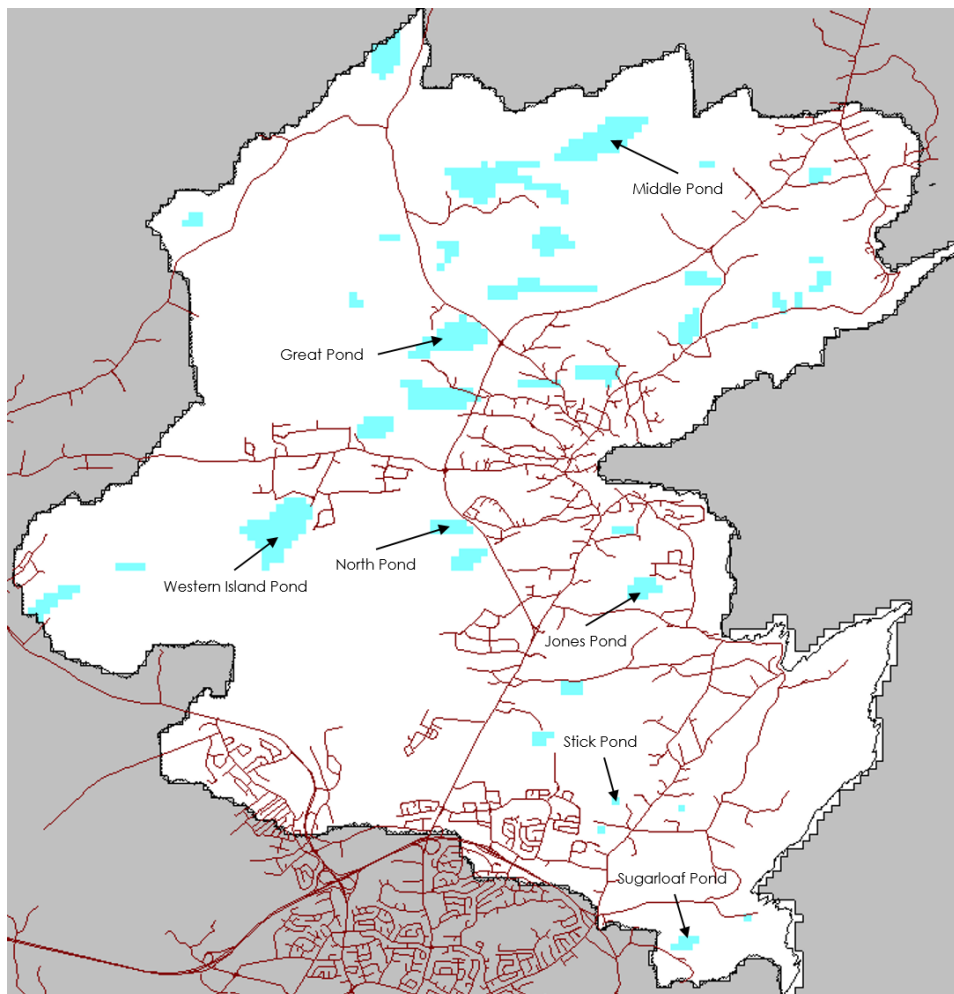 Middle Pond
Great Pond
North Pond
Western Island Pond
Jones Pond
Stick Pond
Sugarloaf Pond